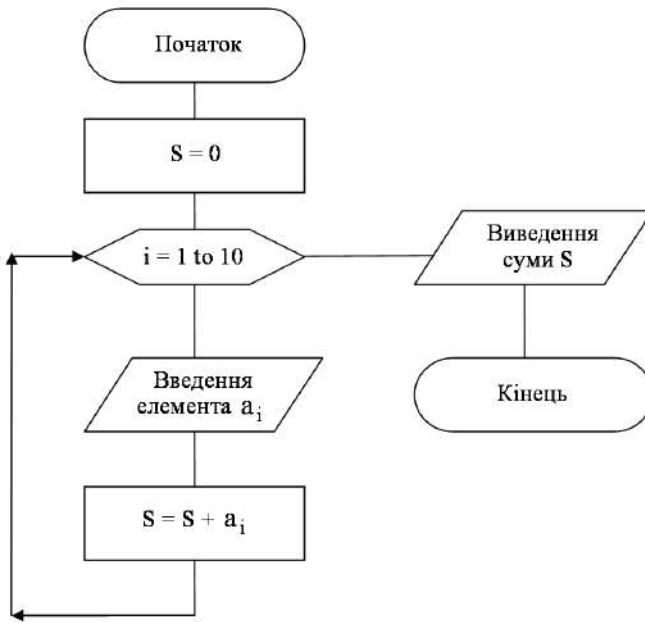 Початок
S = 0
i = 1 to 10
Виведення
суми S
Введення
елемента a i
Кінець
S = S + a i